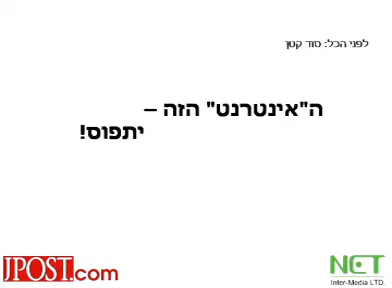 לפני הכל: סוד קטן
ה"אינטרנט" הזה –
יתפוס!
JPOST.com
NET
Inter-Media LTD.